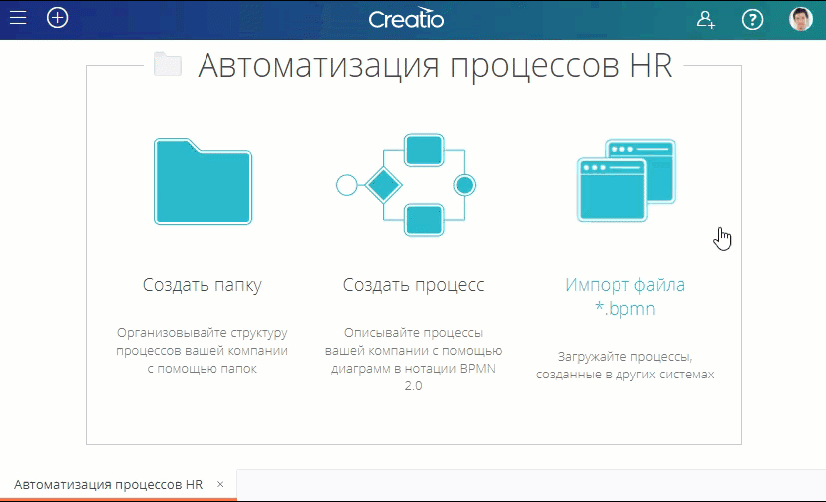 Creatio
Автоматизация процессов HR
Создать папку
Организовывайте структуру
процессов вашей компании
с помощью папок
Создать процесс
Описывайте процессы
вашей компании с помощью
диаграмм в нотации BPMN
2.0
Импорт файла
*.bpmn
Загружайте процессы,
созданные в других системах
Автоматизация процессов HR ×